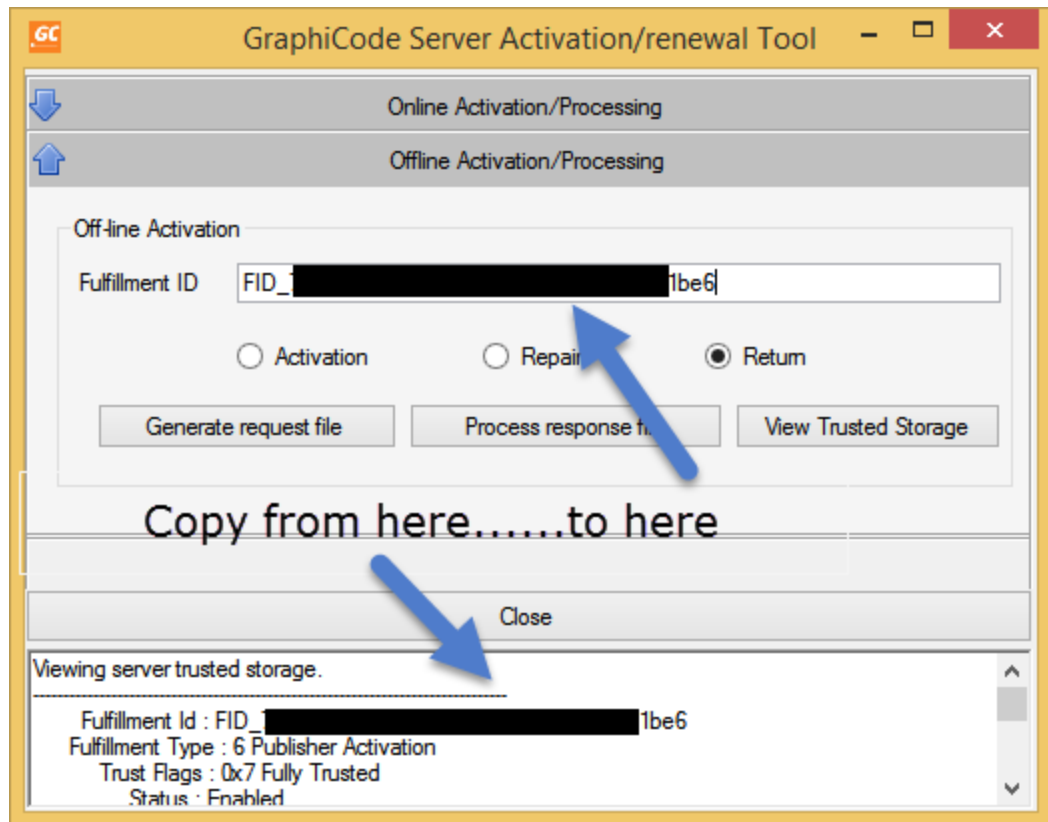 .GC GraphiCode Server Activation/renewal Tool
Online Activation/Processing
Offline Activation/Processing
Off-line Activation
Fulfillment ID FID_ 1be6
Activation Repair Return
Generate request file Process response View Trusted Storage
Copy from here......to here
Close
Viewing server trusted storage.
Fulfillment Id : FID_ 1be6
Fulfillment Type : 6 Publisher Activation
Trust Flags : 0x7 Fully Trusted
Status : Enabled